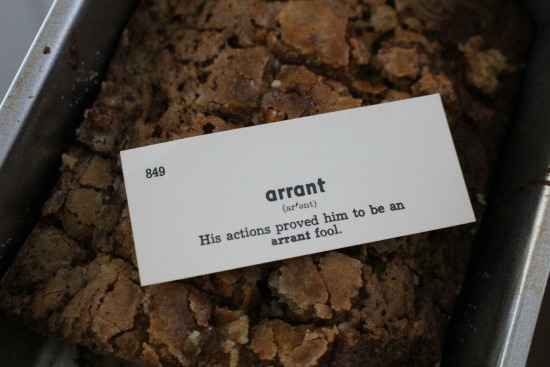 849
arrant
(ar′ənt)
His actions proved him to be an
arrant fool.